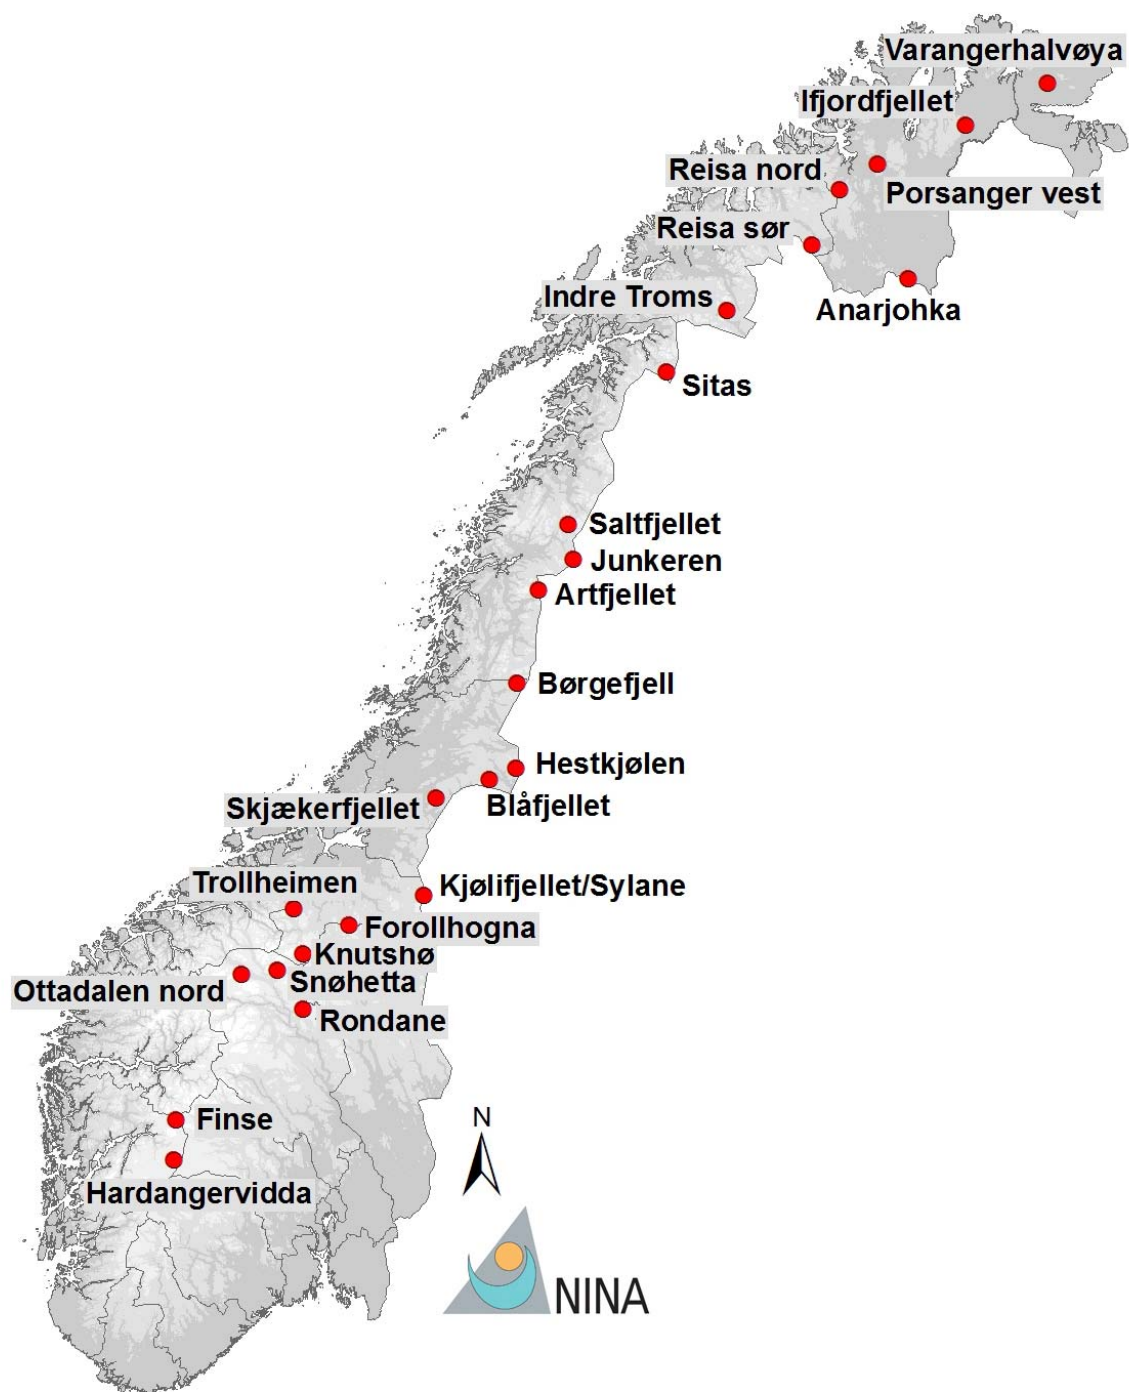 Varangerhalvøya
Ifjordfjellet
Reisa nord
Porsanger vest
Reisa sør
Indre Troms
Anarjohka
Sitas
Saltfjellet
Junkeren
Artfjellet
Børgefjell
Hestkjølen
Blåfjellet
Skjækerfjellet
Trollheimen
Kjølifjellet/Sylane
Forollhogna
Knutshø
Snøhetta
Ottadalen nord
Rondane
Finse
N
Hardangervidda
NINA